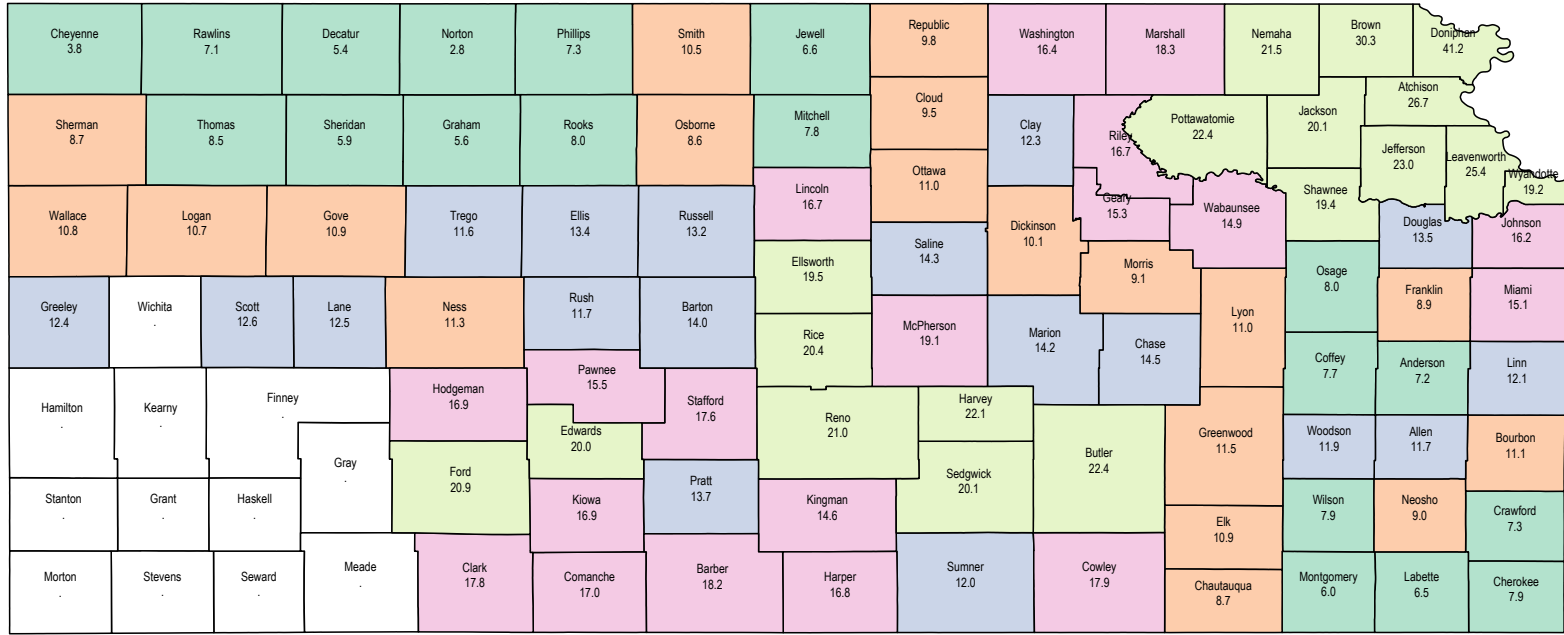 Cheyenne
3.8
Rawlins
7.1
Decatur
5.4
Norton
2.8
Phillips
7.3
Smith
10.5
Jewell
6.6
Republic
9.8
Washington
16.4
Marshall
18.3
Nemaha
21.5
Brown
30.3
Doniphan
41.2
Sherman
8.7
Thomas
8.5
Sheridan
5.9
Graham
5.6
Rooks
8.0
Osborne
8.6
Mitchell
7.8
Cloud
9.5
Clay
12.3
Riley
16.7
Pottawatomie
22.4
Jackson
20.1
Atchison
26.7
Jefferson
23.0
Leavenworth
25.4
Wyandotte
19.2
Wallace
10.8
Logan
10.7
Gove
10.9
Trego
11.6
Ellis
13.4
Russell
13.2
Lincoln
16.7
Ottawa
11.0
Saline
14.3
Dickinson
10.1
Geary
15.3
Wabaunsee
14.9
Shawnee
19.4
Douglas
13.5
Johnson
16.2
Greeley
12.4
Wichita
.
Scott
12.6
Lane
12.5
Ness
11.3
Rush
11.7
Barton
14.0
Ellsworth
19.5
Rice
20.4
McPherson
19.1
Marion
14.2
Morris
9.1
Chase
14.5
Lyon
11.0
Osage
8.0
Franklin
8.9
Miami
15.1
Coffey
7.7
Anderson
7.2
Linn
12.1
Hamilton
.
Kearny
.
Finney
.
Gray
.
Hodgeman
16.9
Pawnee
15.5
Edwards
20.0
Stafford
17.6
Ford
20.9
Pratt
13.7
Kiowa
16.9
Reno
21.0
Harvey
22.1
Sedgwick
20.1
Butler
22.4
Greenwood
11.5
Woodson
11.9
Allen
11.7
Bourbon
11.1
Stanton
.
Grant
.
Haskell
.
Kingman
14.6
Elk
10.9
Wilson
7.9
Neosho
9.0
Crawford
7.3
Morton
.
Stevens
.
Seward
.
Meade
.
Clark
17.8
Comanche
17.0
Barber
18.2
Harper
16.8
Sumner
12.0
Cowley
17.9
Chautauqua
8.7
Montgomery
6.0
Labette
6.5
Cherokee
7.9